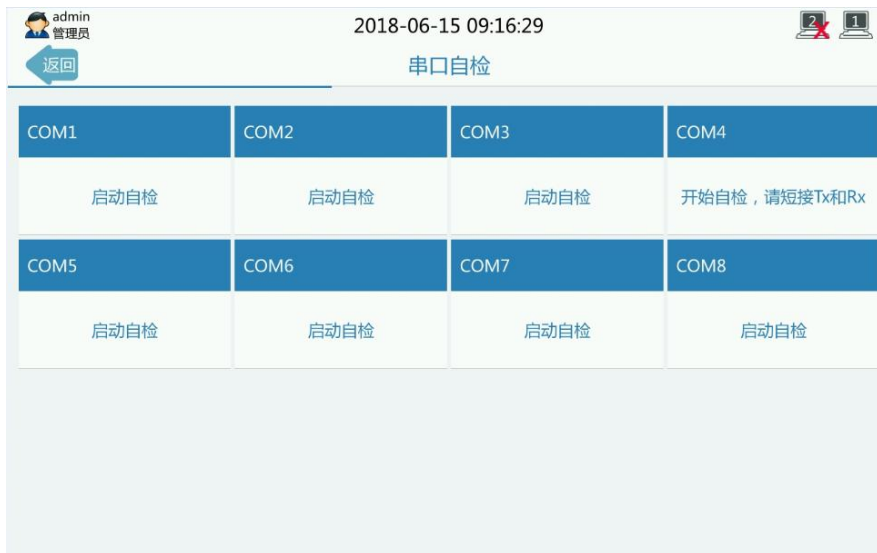 admin
管理员
2018-06-15 09:16:29
2
1
返回
串口自检
COM1
COM2
COM3
COM4
启动自检
启动自检
启动自检
开始自检，请短接Tx和Rx
COM5
COM6
COM7
COM8
启动自检
启动自检
启动自检
启动自检